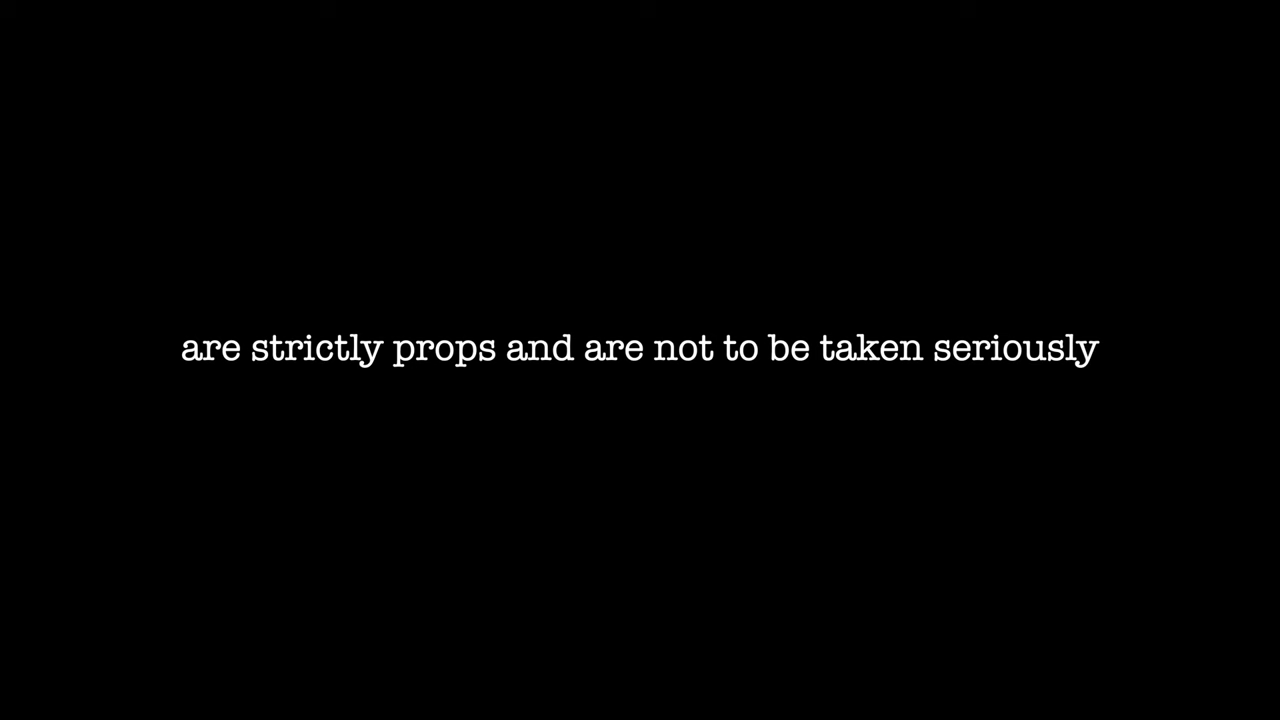 are strictly props and are not to be taken seriously